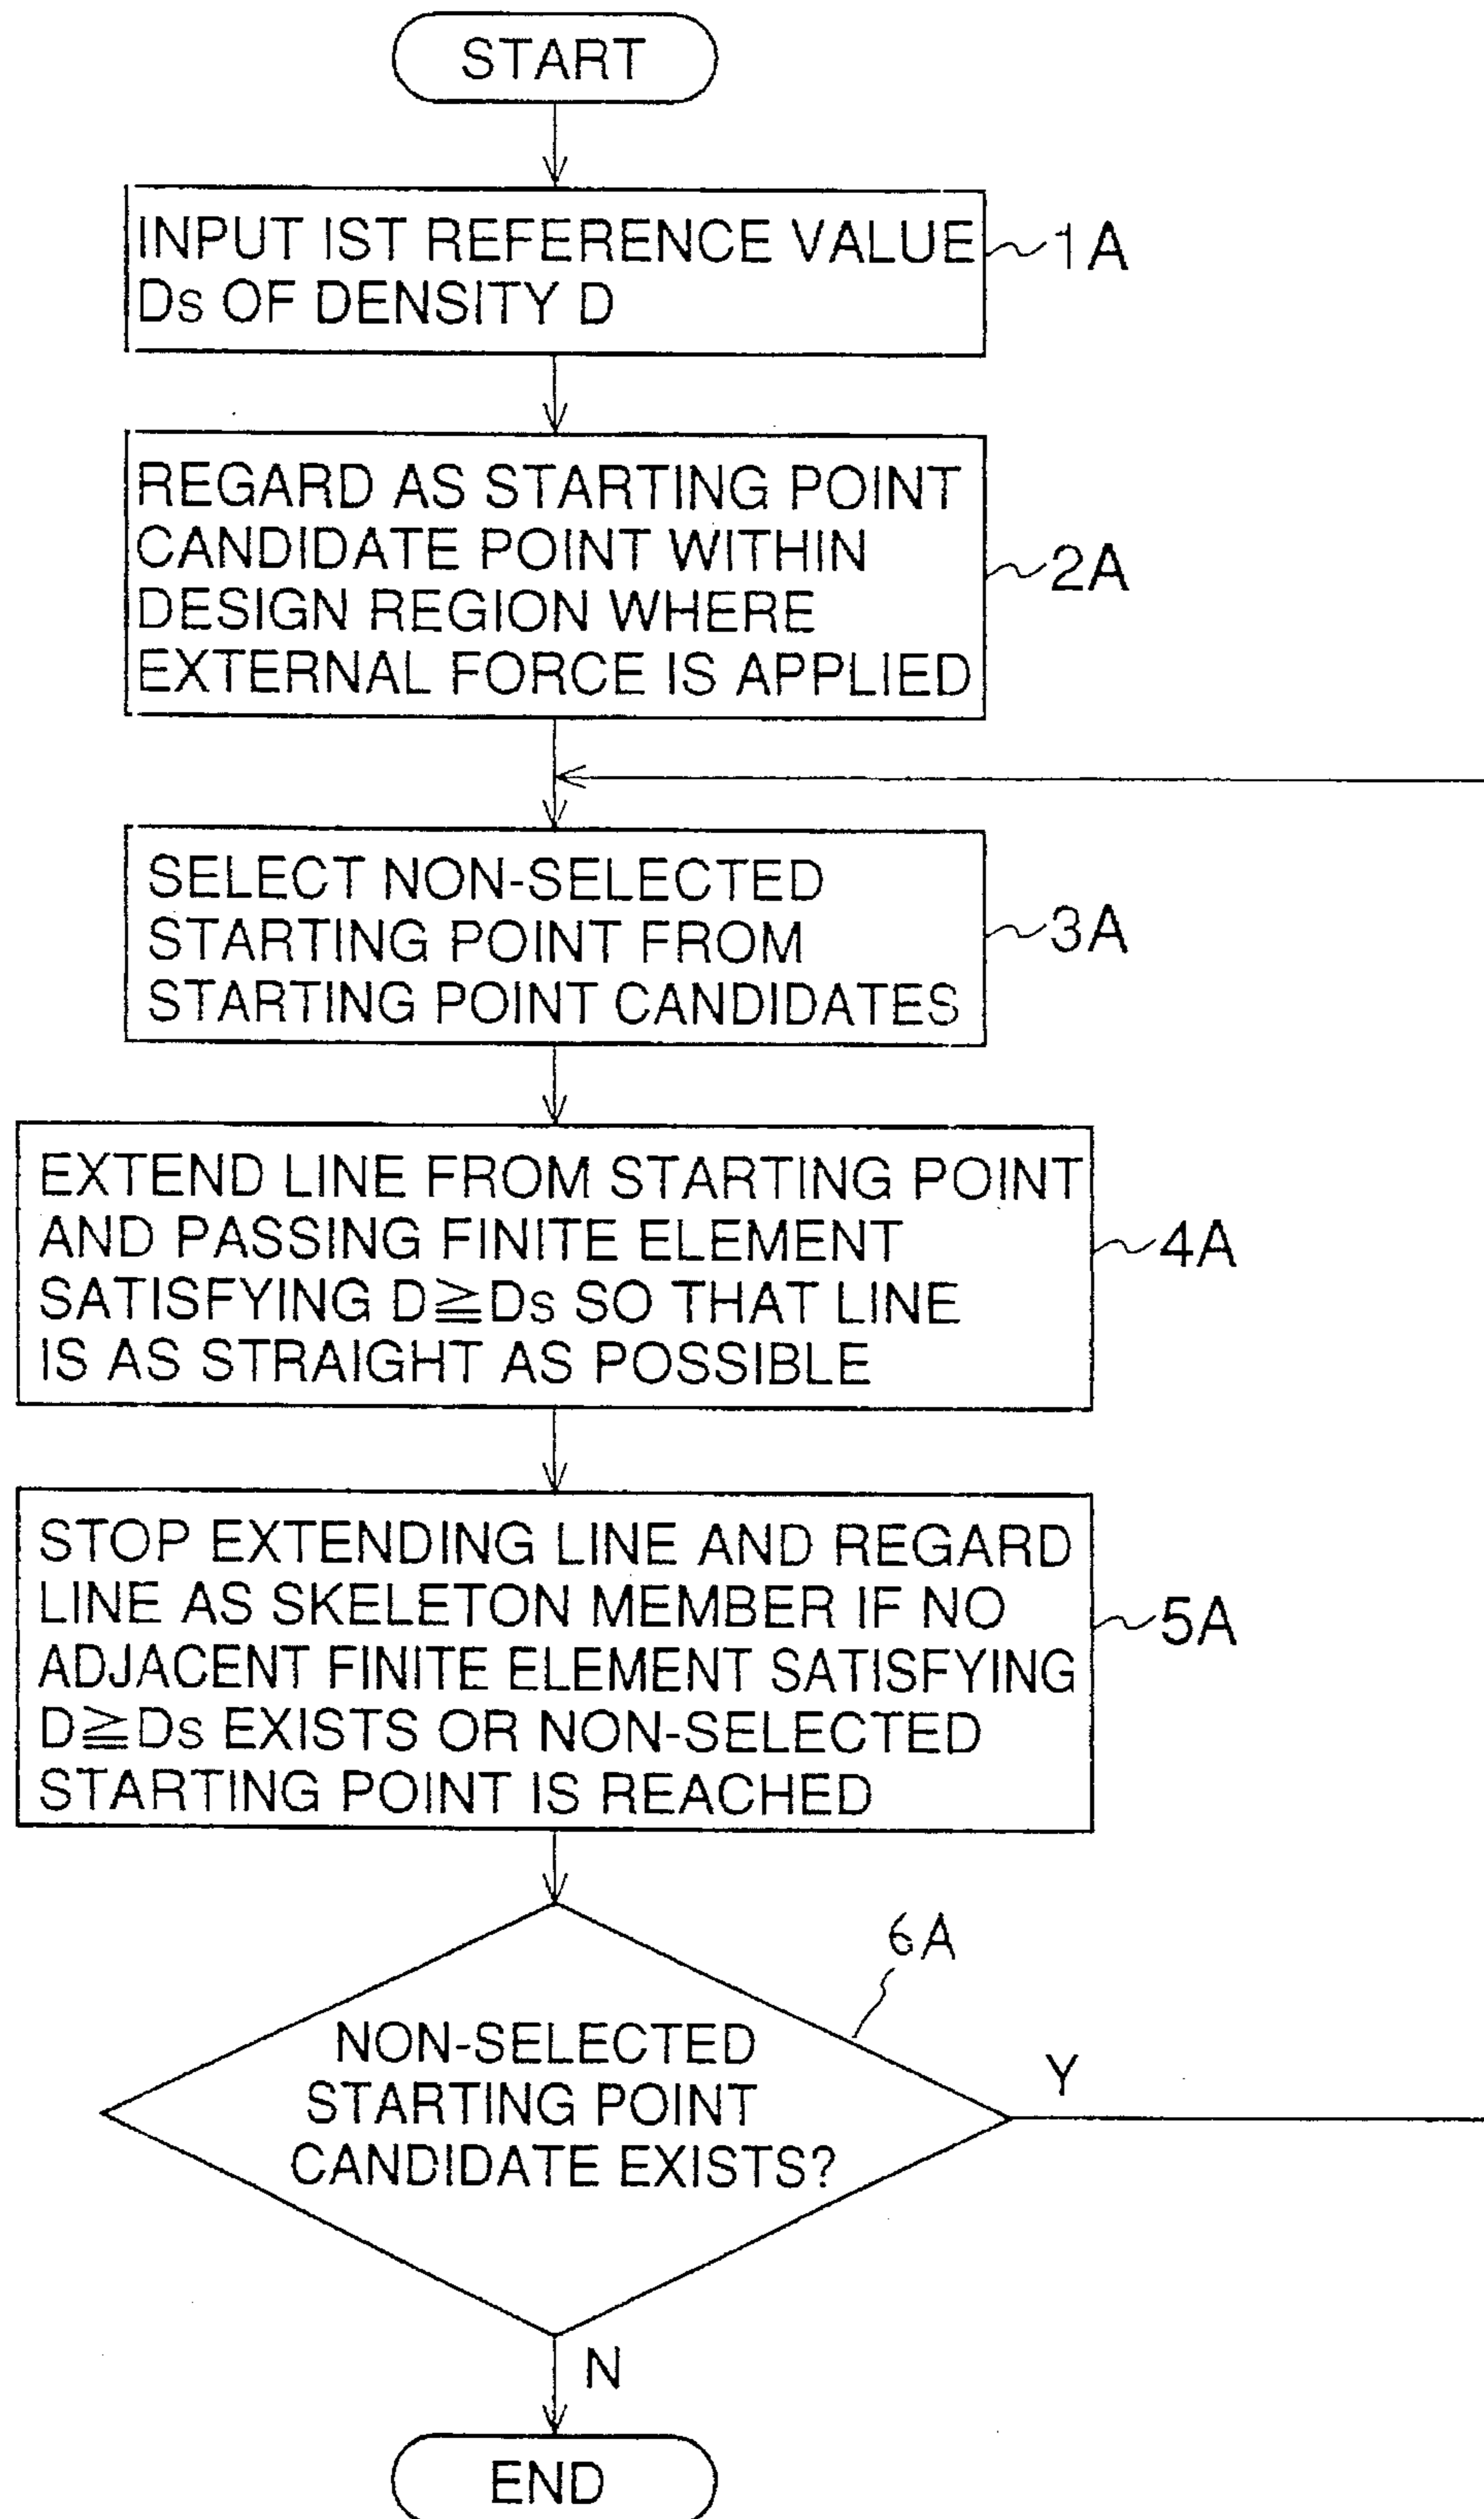 START
INPUT IST REFERENCE VALUE
Ds OF DENSITY D
1A
REGARD AS STARTING POINT
CANDIDATE POINT WITHIN
DESIGN REGION WHERE
EXTERNAL FORCE IS APPLIED
2A
SELECT NON-SELECTED
STARTING POINT FROM
STARTING POINT CANDIDATES
3A
EXTEND LINE FROM STARTING POINT
AND PASSING FINITE ELEMENT
SATISFYING D≧Ds SO THAT LINE
IS AS STRAIGHT AS POSSIBLE
4A
STOP EXTENDING LINE AND REGARD
LINE AS SKELETON MEMBER IF NO
ADJACENT FINITE ELEMENT SATISFYING
D≧Ds EXISTS OR NON-SELECTED
STARTING POINT IS REACHED
5A
6A
NON-SELECTED
STARTING POINT
CANDIDATE EXISTS?
Y
N
END